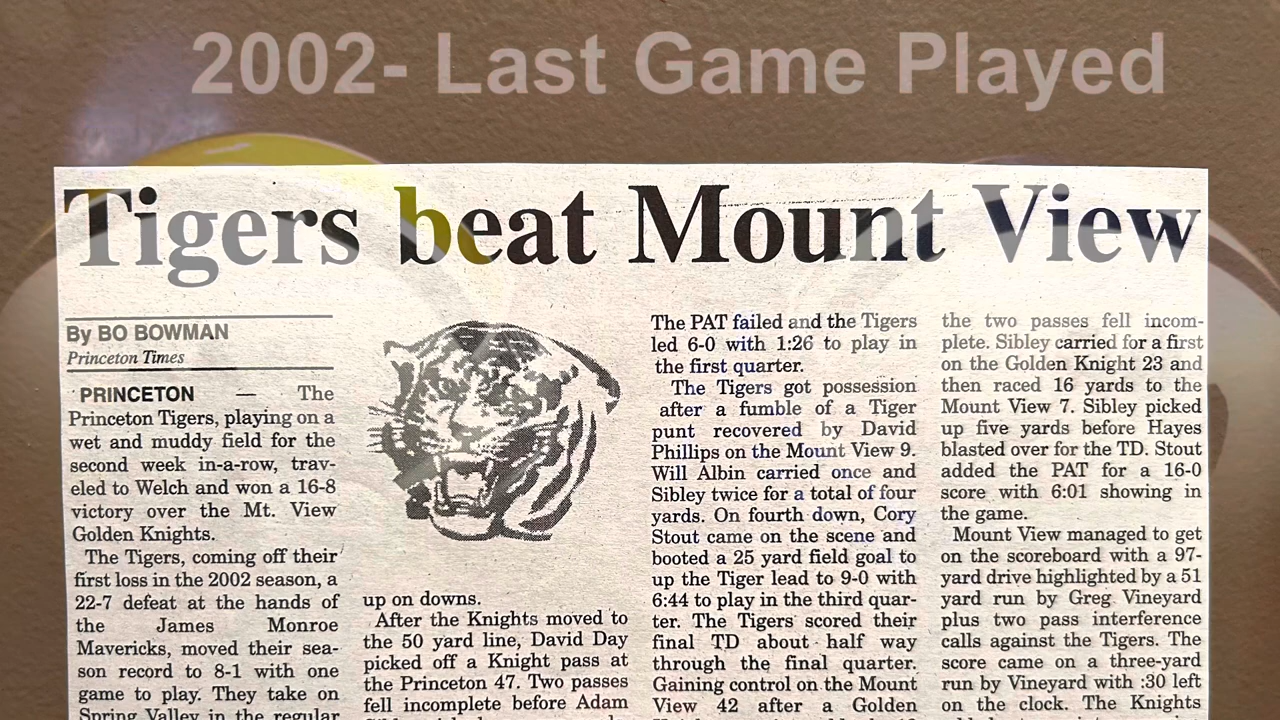 2002- Last Game Played
Tigers beat Mount View
By BO BOWMAN
Princeton Times
PRINCETON — The
Princeton Tigers, playing on a
wet and muddy field for the
second week in-a-row, trav-
eled to Welch and won a 16-8
victory over the Mt. View
Golden Knights.
The Tigers, coming off their
first loss in the 2002 season, a
22-7 defeat at the hands of
the James Monroe
Mavericks, moved their sea-
son record to 8-1 with one
game to play. They take on
Spring Valley in the regular
up on downs.
After the Knights moved to
the 50 yard line, David Day
picked off a Knight pass at
the Princeton 47. Two passes
fell incomplete before Adam
The PAT failed and the Tigers
led 6-0 with 1:26 to play in
the first quarter.
The Tigers got possession
after a fumble of a Tiger
punt recovered by David
Phillips on the Mount View 9.
Will Albin carried once and
Sibley twice for a total of four
yards. On fourth down, Cory
Stout came on the scene and
booted a 25 yard field goal to
up the Tiger lead to 9-0 with
6:44 to play in the third quar-
ter. The Tigers scored their
final TD about half way
through the final quarter.
Gaining control on the Mount
View 42 after a Golden
the two passes fell incom-
plete. Sibley carried for a first
on the Golden Knight 23 and
then raced 16 yards to the
Mount View 7. Sibley picked
up five yards before Hayes
blasted over for the TD. Stout
added the PAT for a 16-0
score with 6:01 showing in
the game.
Mount View managed to get
on the scoreboard with a 97-
yard drive highlighted by a 51
yard run by Greg Vineyard
plus two pass interference
calls against the Tigers. The
score came on a three-yard
run by Vineyard with :30 left
on the clock. The Knights